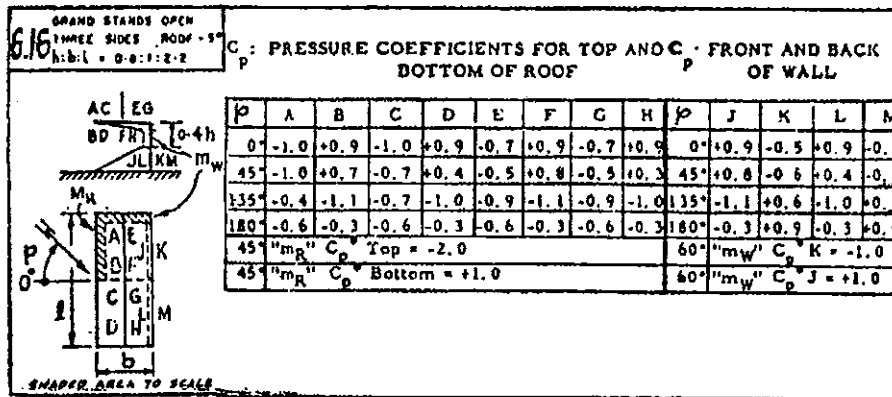 6.16
GRAND STANDS OPEN
THREE SIDES ROOF - 5°
h:b:l = 0·8:1:2·2
C p: PRESSURE COEFFICIENTS FOR TOP AND
BOTTOM OF ROOF
C p · FRONT AND BACK
OF WALL
φ A B C D E F G H φ J K L M
0° -1.0 +0.9 -1.0 +0.9 -0.7 +0.9 -0.7 +0.9 0° +0.9 -0.5 +0.9 -0.
45° -1.0 +0.7 -0.7 +0.4 -0.5 +0.8 -0.5 +0.3 45° +0.8 -0.6 +0.4 -0.
135° -0.4 -1.1 -0.7 -1.0 -0.9 -1.1 -0.9 -1.0 135° -1.1 +0.6 -1.0 +0.
180° -0.6 -0.3 -0.6 -0.3 -0.6 -0.3 -0.6 -0.3 180° -0.3 +0.9 -0.3 +0.
45° "mR" Cp Top = -2.0 60° "mW" Cp K = -1.0
45° "mR" Cp Bottom = +1.0 60° "mW" Cp J = +1.0
AC EG
BD FH 0·4h
JL KM mW
MR
A E
J K
B F
φ
0°
C G
L M
D H
l
b
SHADED AREA TO SCALE